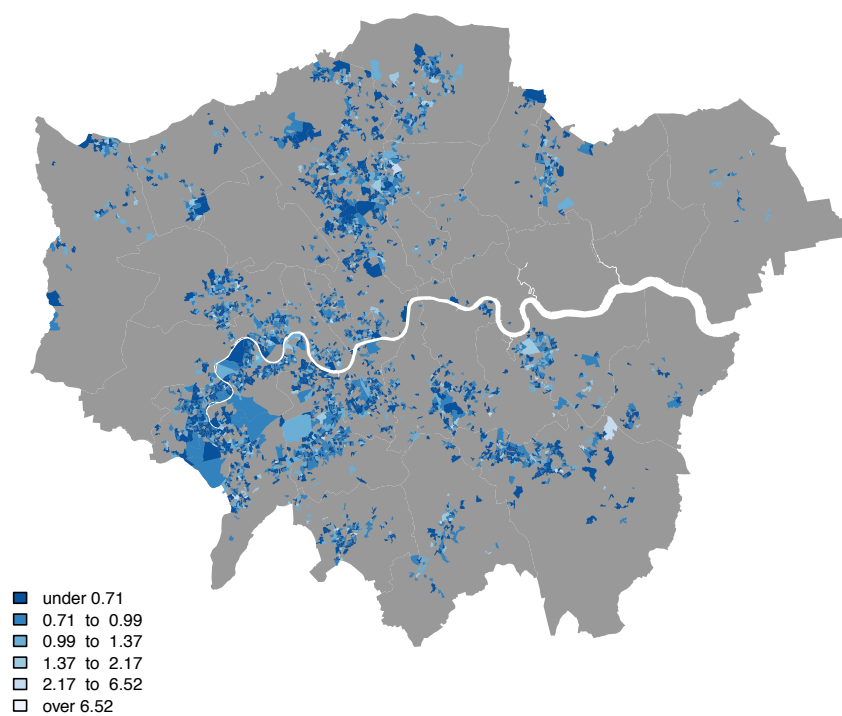 under 0.71
0.71 to 0.99
0.99 to 1.37
1.37 to 2.17
2.17 to 6.52
over 6.52